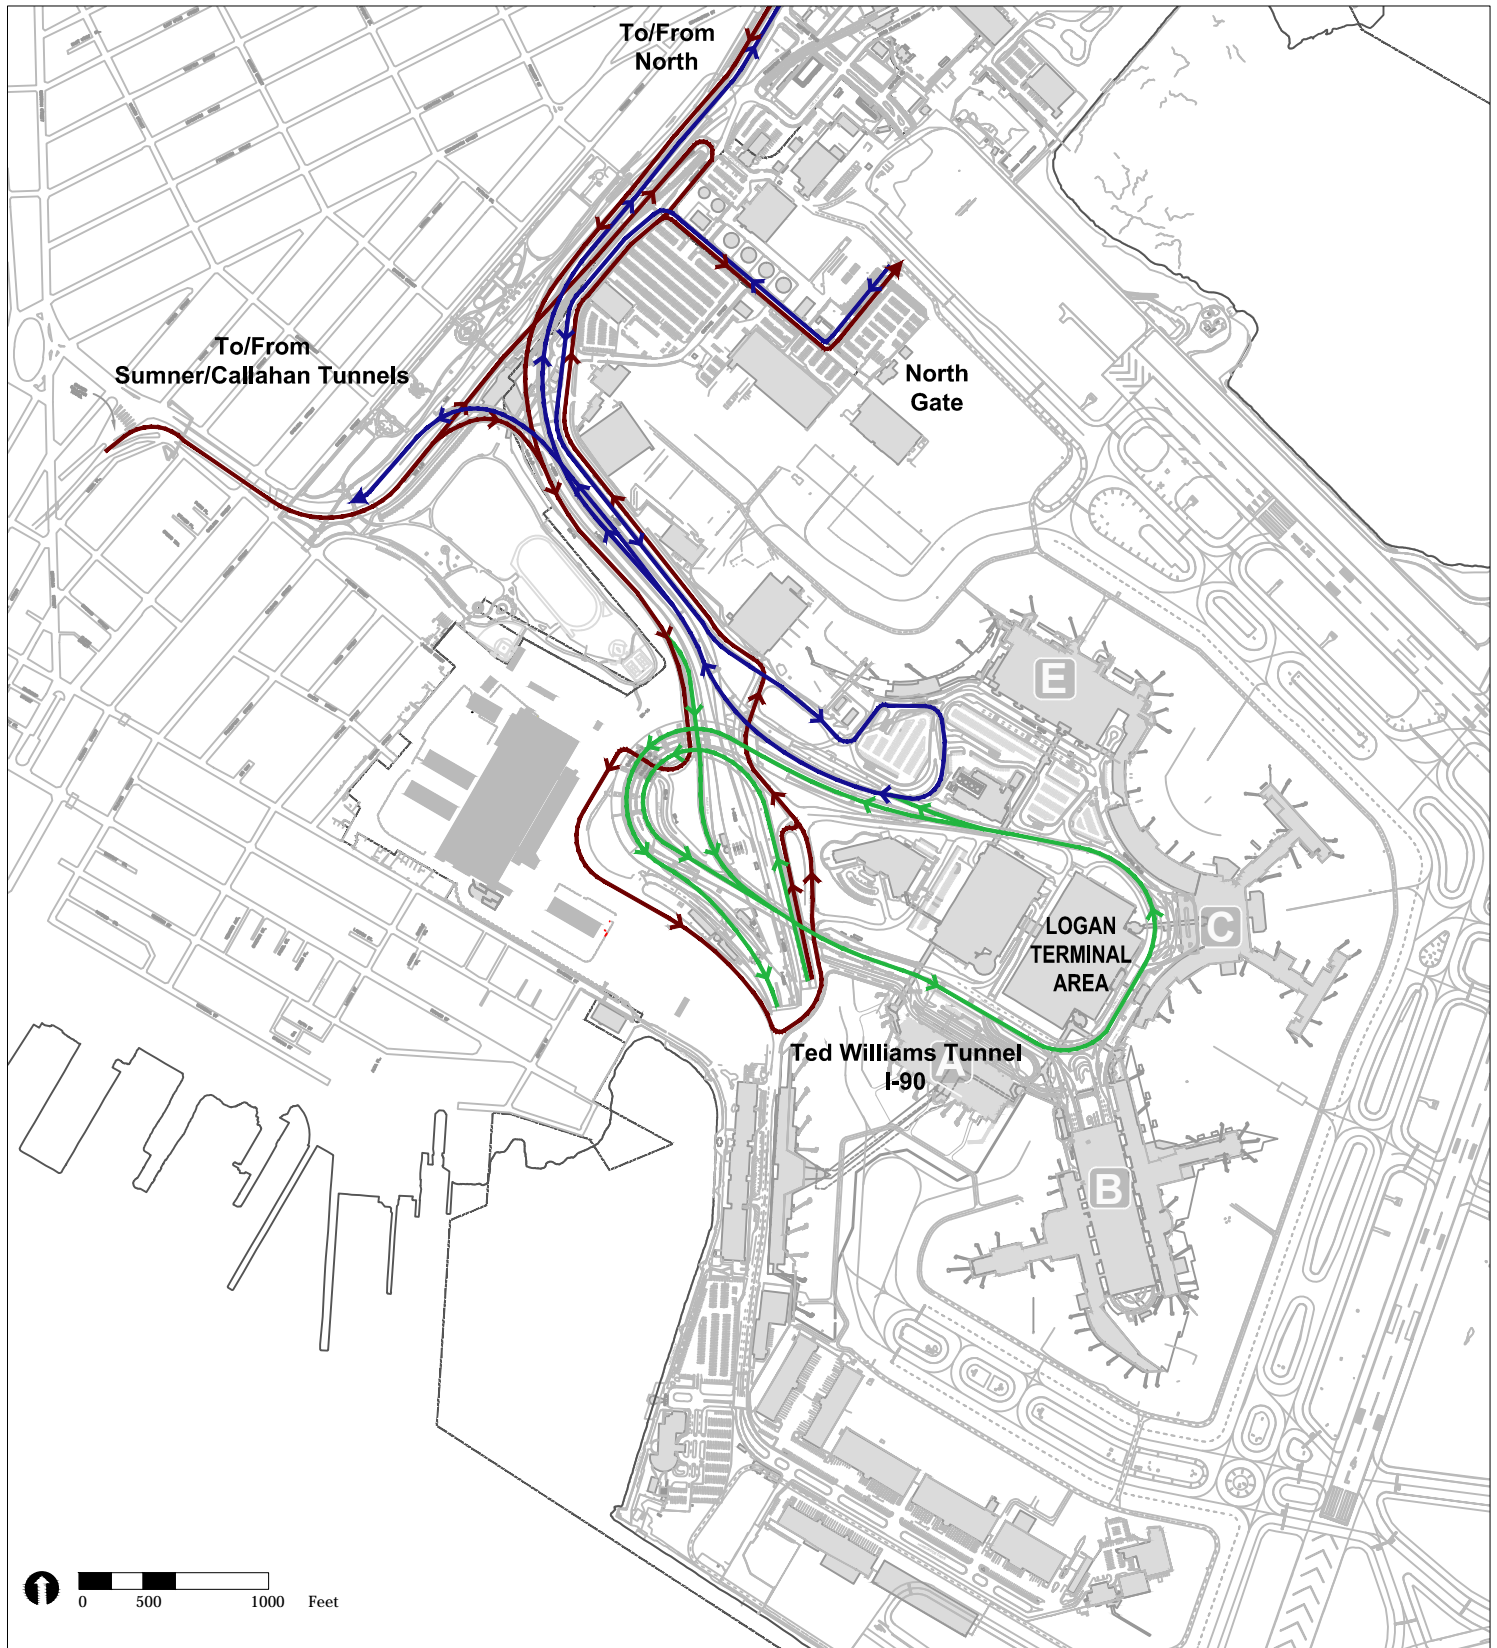 To/From
North
To/From
Sumner/Callahan Tunnels
North
Gate
E
C
LOGAN
TERMINAL
AREA
Ted Williams Tunnel
I-90
A
B
0 500 1000 Feet